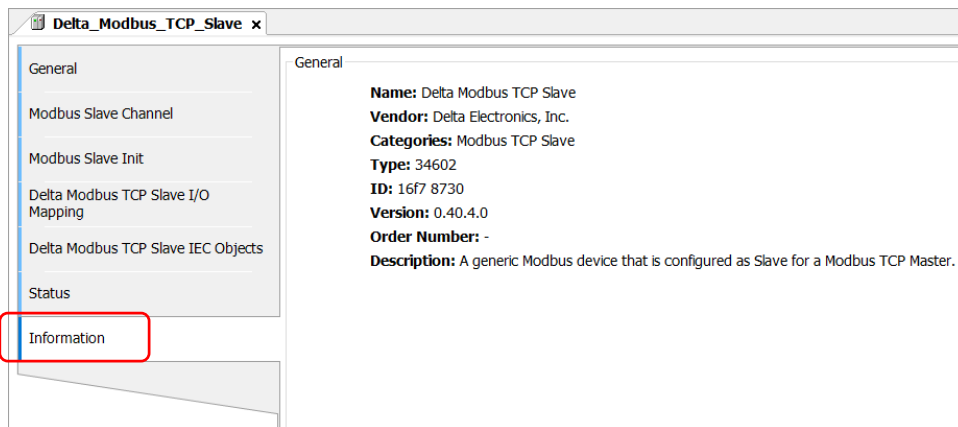 Delta_Modbus_TCP_Slave x
General
Modbus Slave Channel
Modbus Slave Init
Delta Modbus TCP Slave I/O
Mapping
Delta Modbus TCP Slave IEC Objects
Status
Information
General
Name: Delta Modbus TCP Slave
Vendor: Delta Electronics, Inc.
Categories: Modbus TCP Slave
Type: 34602
ID: 16f7 8730
Version: 0.40.4.0
Order Number: -
Description: A generic Modbus device that is configured as Slave for a Modbus TCP Master.